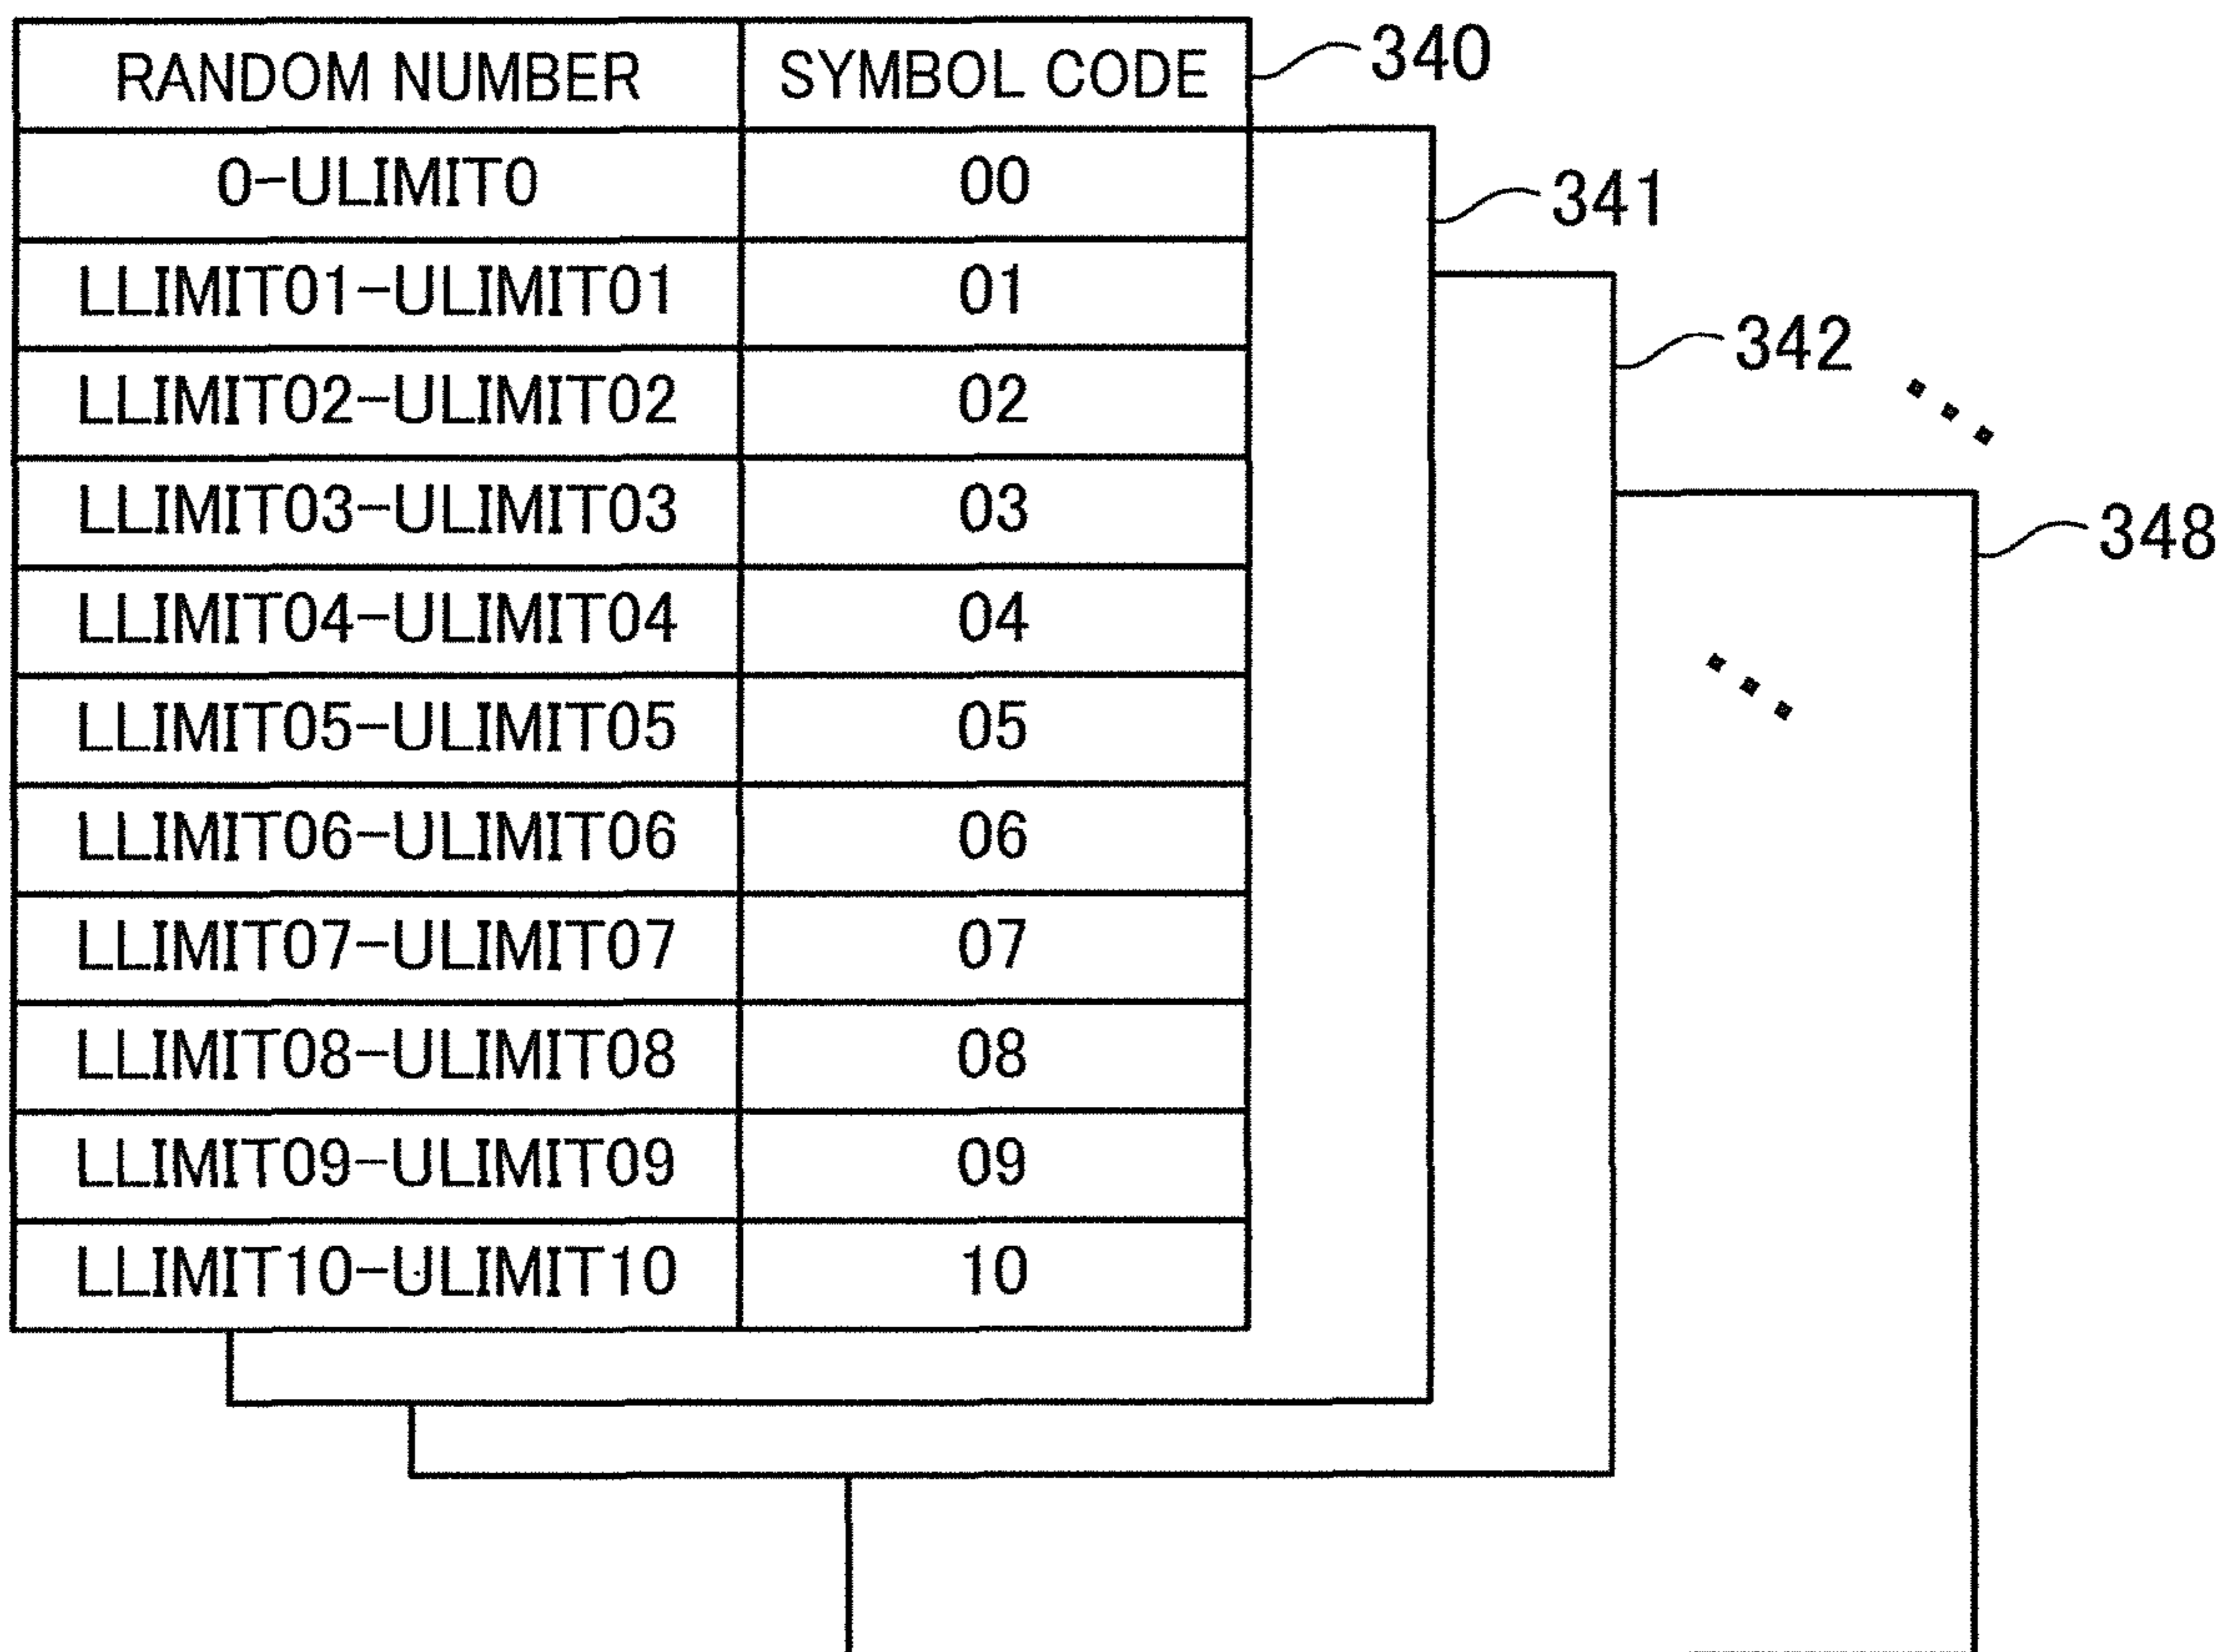 RANDOM NUMBER SYMBOL CODE 340
0-ULIMIT0 00
341
LLIMIT01-ULIMIT01 01
342
LLIMIT02-ULIMIT02 02
LLIMIT03-ULIMIT03 03
348
LLIMIT04-ULIMIT04 04
LLIMIT05-ULIMIT05 05
LLIMIT06-ULIMIT06 06
LLIMIT07-ULIMIT07 07
LLIMIT08-ULIMIT08 08
LLIMIT09-ULIMIT09 09
LLIMIT10-ULIMIT10 10